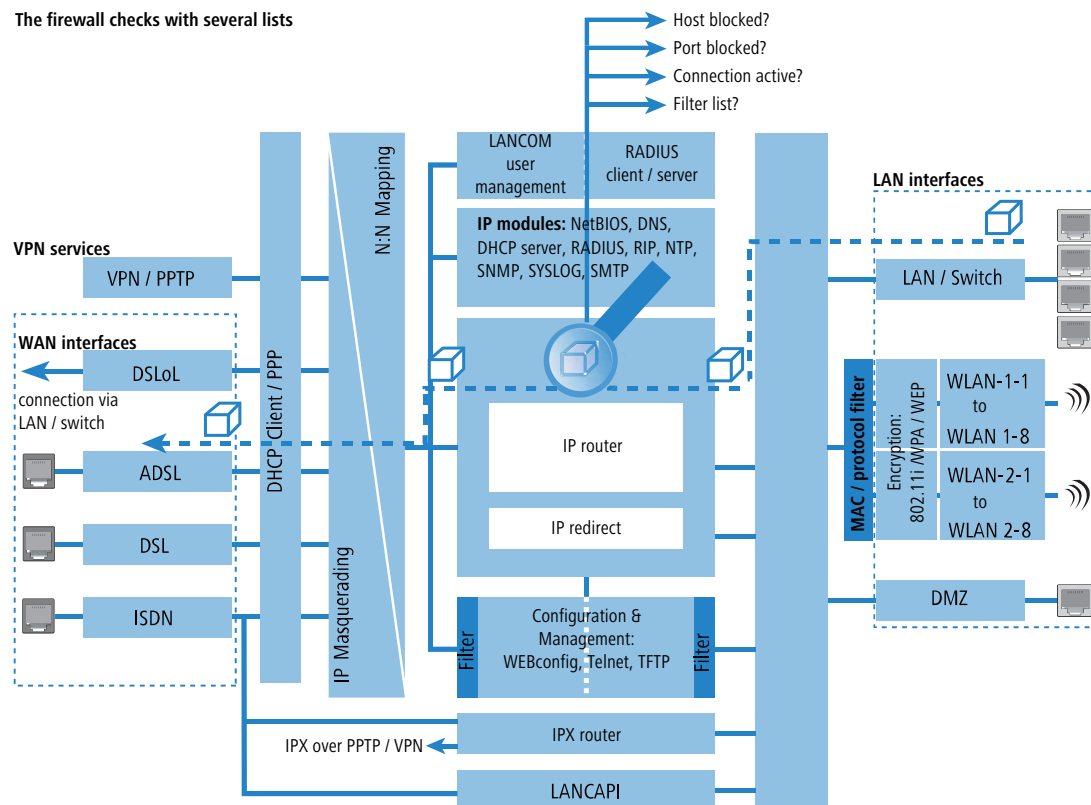 The firewall checks with several lists
Host blocked?
Port blocked?
Connection active?
Filter list?
LANCOM
user
management
RADIUS
client / server
IP modules: NetBIOS, DNS,
DHCP server, RADIUS, RIP, NTP,
SNMP, SYSLOG, SMTP
LAN interfaces
VPN services
VPN / PPTP
WAN interfaces
DSLoL
connection via
LAN / switch
ADSL
DSL
ISDN
DHCP Client / PPP
N:N Mapping
IP Masquerading
IP router
IP redirect
Filter
Configuration &
Management:
WEBconfig, Telnet, TFTP
Filter
IPX over PPTP / VPN
IPX router
LANCAPI
LAN / Switch
MAC / protocol filter
Encryption:
802.11i /WPA / WEP
WLAN-1-1
to
WLAN 1-8
WLAN-2-1
to
WLAN 2-8
DMZ